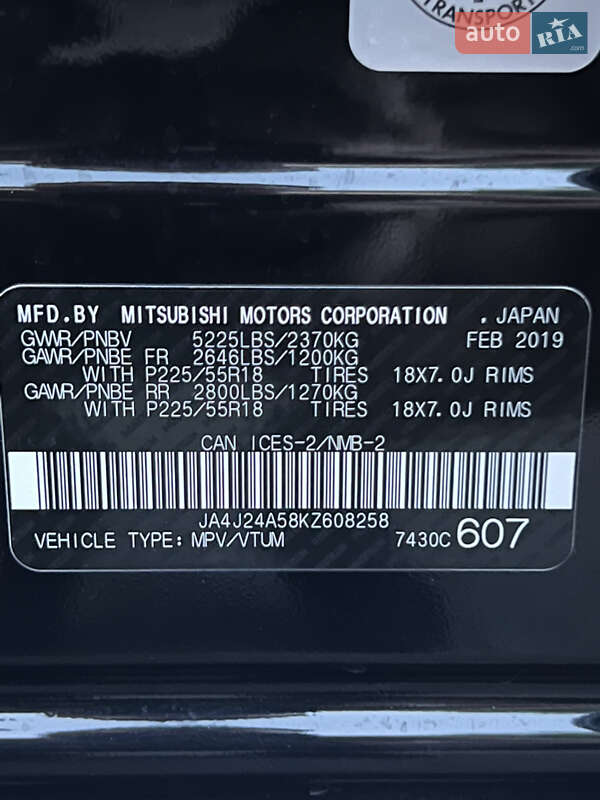 TRANSPORT
auto RIA .com
MFD.BY MITSUBISHI MOTORS CORPORATION . JAPAN
GVWR/PNBV 5225LBS/2370KG FEB 2019
GAWR/PNBE FR 2646LBS/1200KG
WITH P225/55R18 TIRES 18X7.0J RIMS
GAWR/PNBE RR 2800LBS/1270KG
WITH P225/55R18 TIRES 18X7.0J RIMS
CAN ICES-2/NMB-2
JA4J24A58KZ608258
VEHICLE TYPE: MPV/VTUM 7430C 607